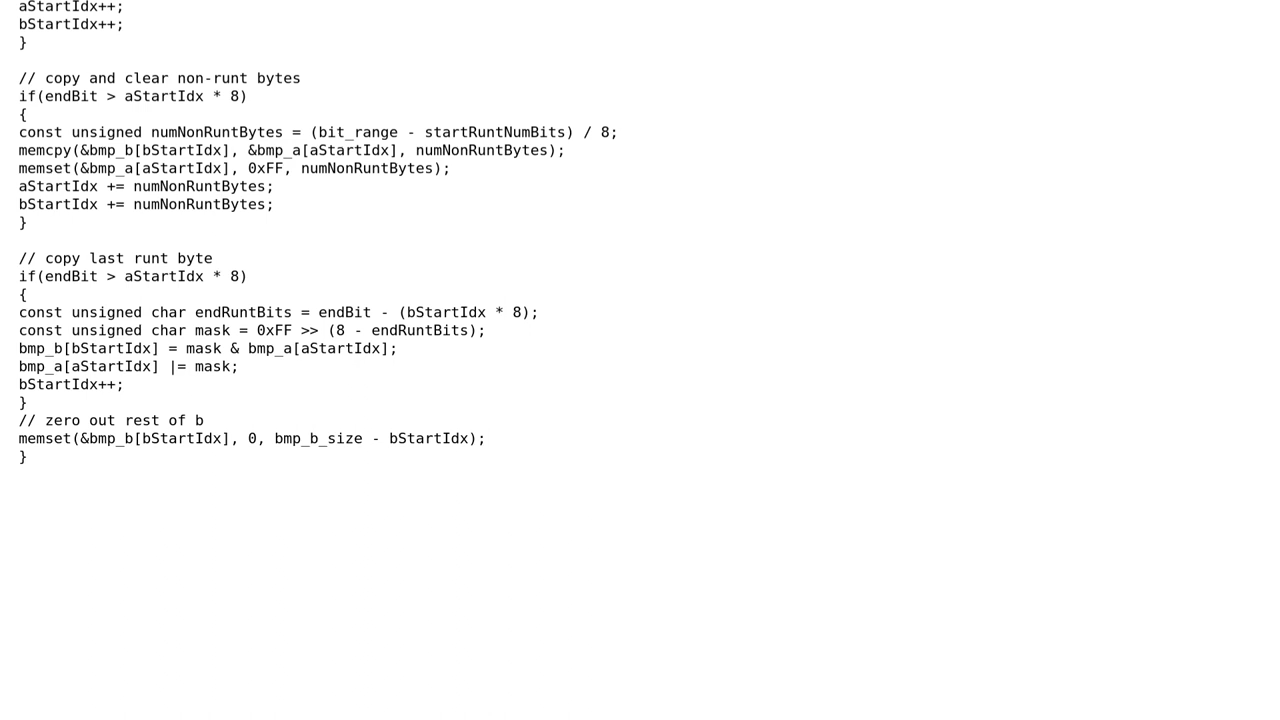 aStartIdx++;
bStartIdx++;
}
// copy and clear non-runt bytes
if(endBit > aStartIdx * 8)
{
const unsigned numNonRuntBytes = (bit_range - startRuntNumBits) / 8;
memcpy(&bmp_b[bStartIdx], &bmp_a[aStartIdx], numNonRuntBytes);
memset(&bmp_a[aStartIdx], 0xFF, numNonRuntBytes);
aStartIdx += numNonRuntBytes;
bStartIdx += numNonRuntBytes;
}
// copy last runt byte
if(endBit > aStartIdx * 8)
{
const unsigned char endRuntBits = endBit - (bStartIdx * 8);
const unsigned char mask = 0xFF >> (8 - endRuntBits);
bmp_b[bStartIdx] = mask & bmp_a[aStartIdx];
bmp_a[aStartIdx] |= mask;
bStartIdx++;
}
// zero out rest of b
memset(&bmp_b[bStartIdx], 0, bmp_b_size - bStartIdx);
}